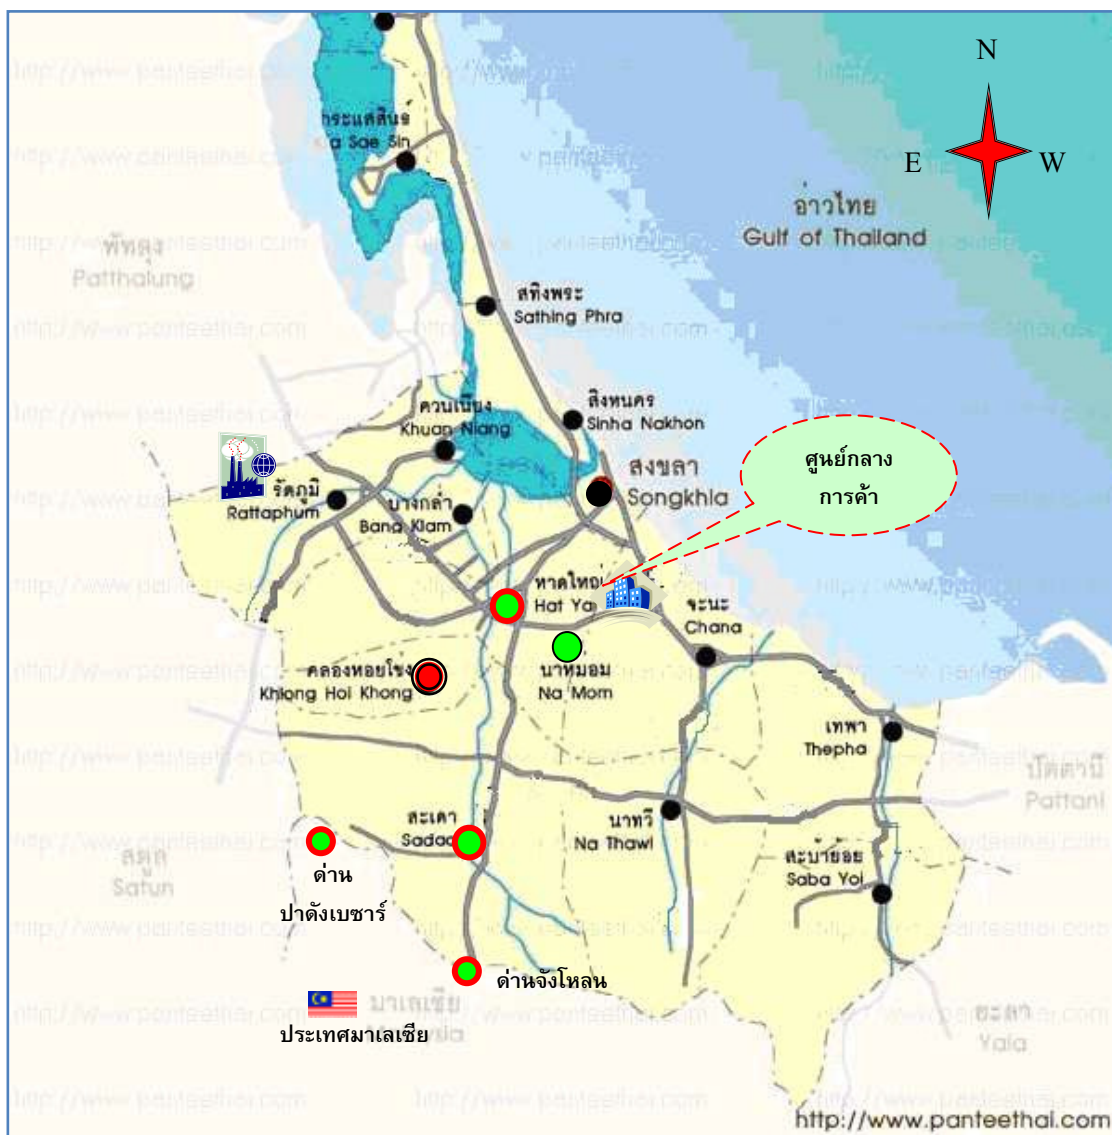 N
E
W
กระแสสินธุ์
a Sae Sin
อ่าวไทย
Gulf of Thailand
พัทลุง
Patthalung
สทิงพระ
Sathing Phra
สิงหนคร
Sinha Nakhon
ควนเนียง
Khuan Niang
ศูนย์กลาง
การค้า
สงขลา
Songkhla
รัตภูมิ
Rattaphum
บางกล่ำ
Bang Klam
หาดใหญ่
Hat Ya
จะนะ
Chana
คลองหอยโข่ง
Khlong Hoi Khong
นาหม่อม
Na Mom
เทพา
Thepha
ปัตตานี
Pattani
สะเดา
Sadao
นาทวี
Na Thawi
สตูล
Satun
สะบ้าย้อย
Saba Yoi
ด่าน
ปาดังเบซาร์
ด่านจังโหลน
มาเลเซีย
Malaysia
ประเทศมาเลเซีย
ยะลา
Yala
http://www.panteethai.com